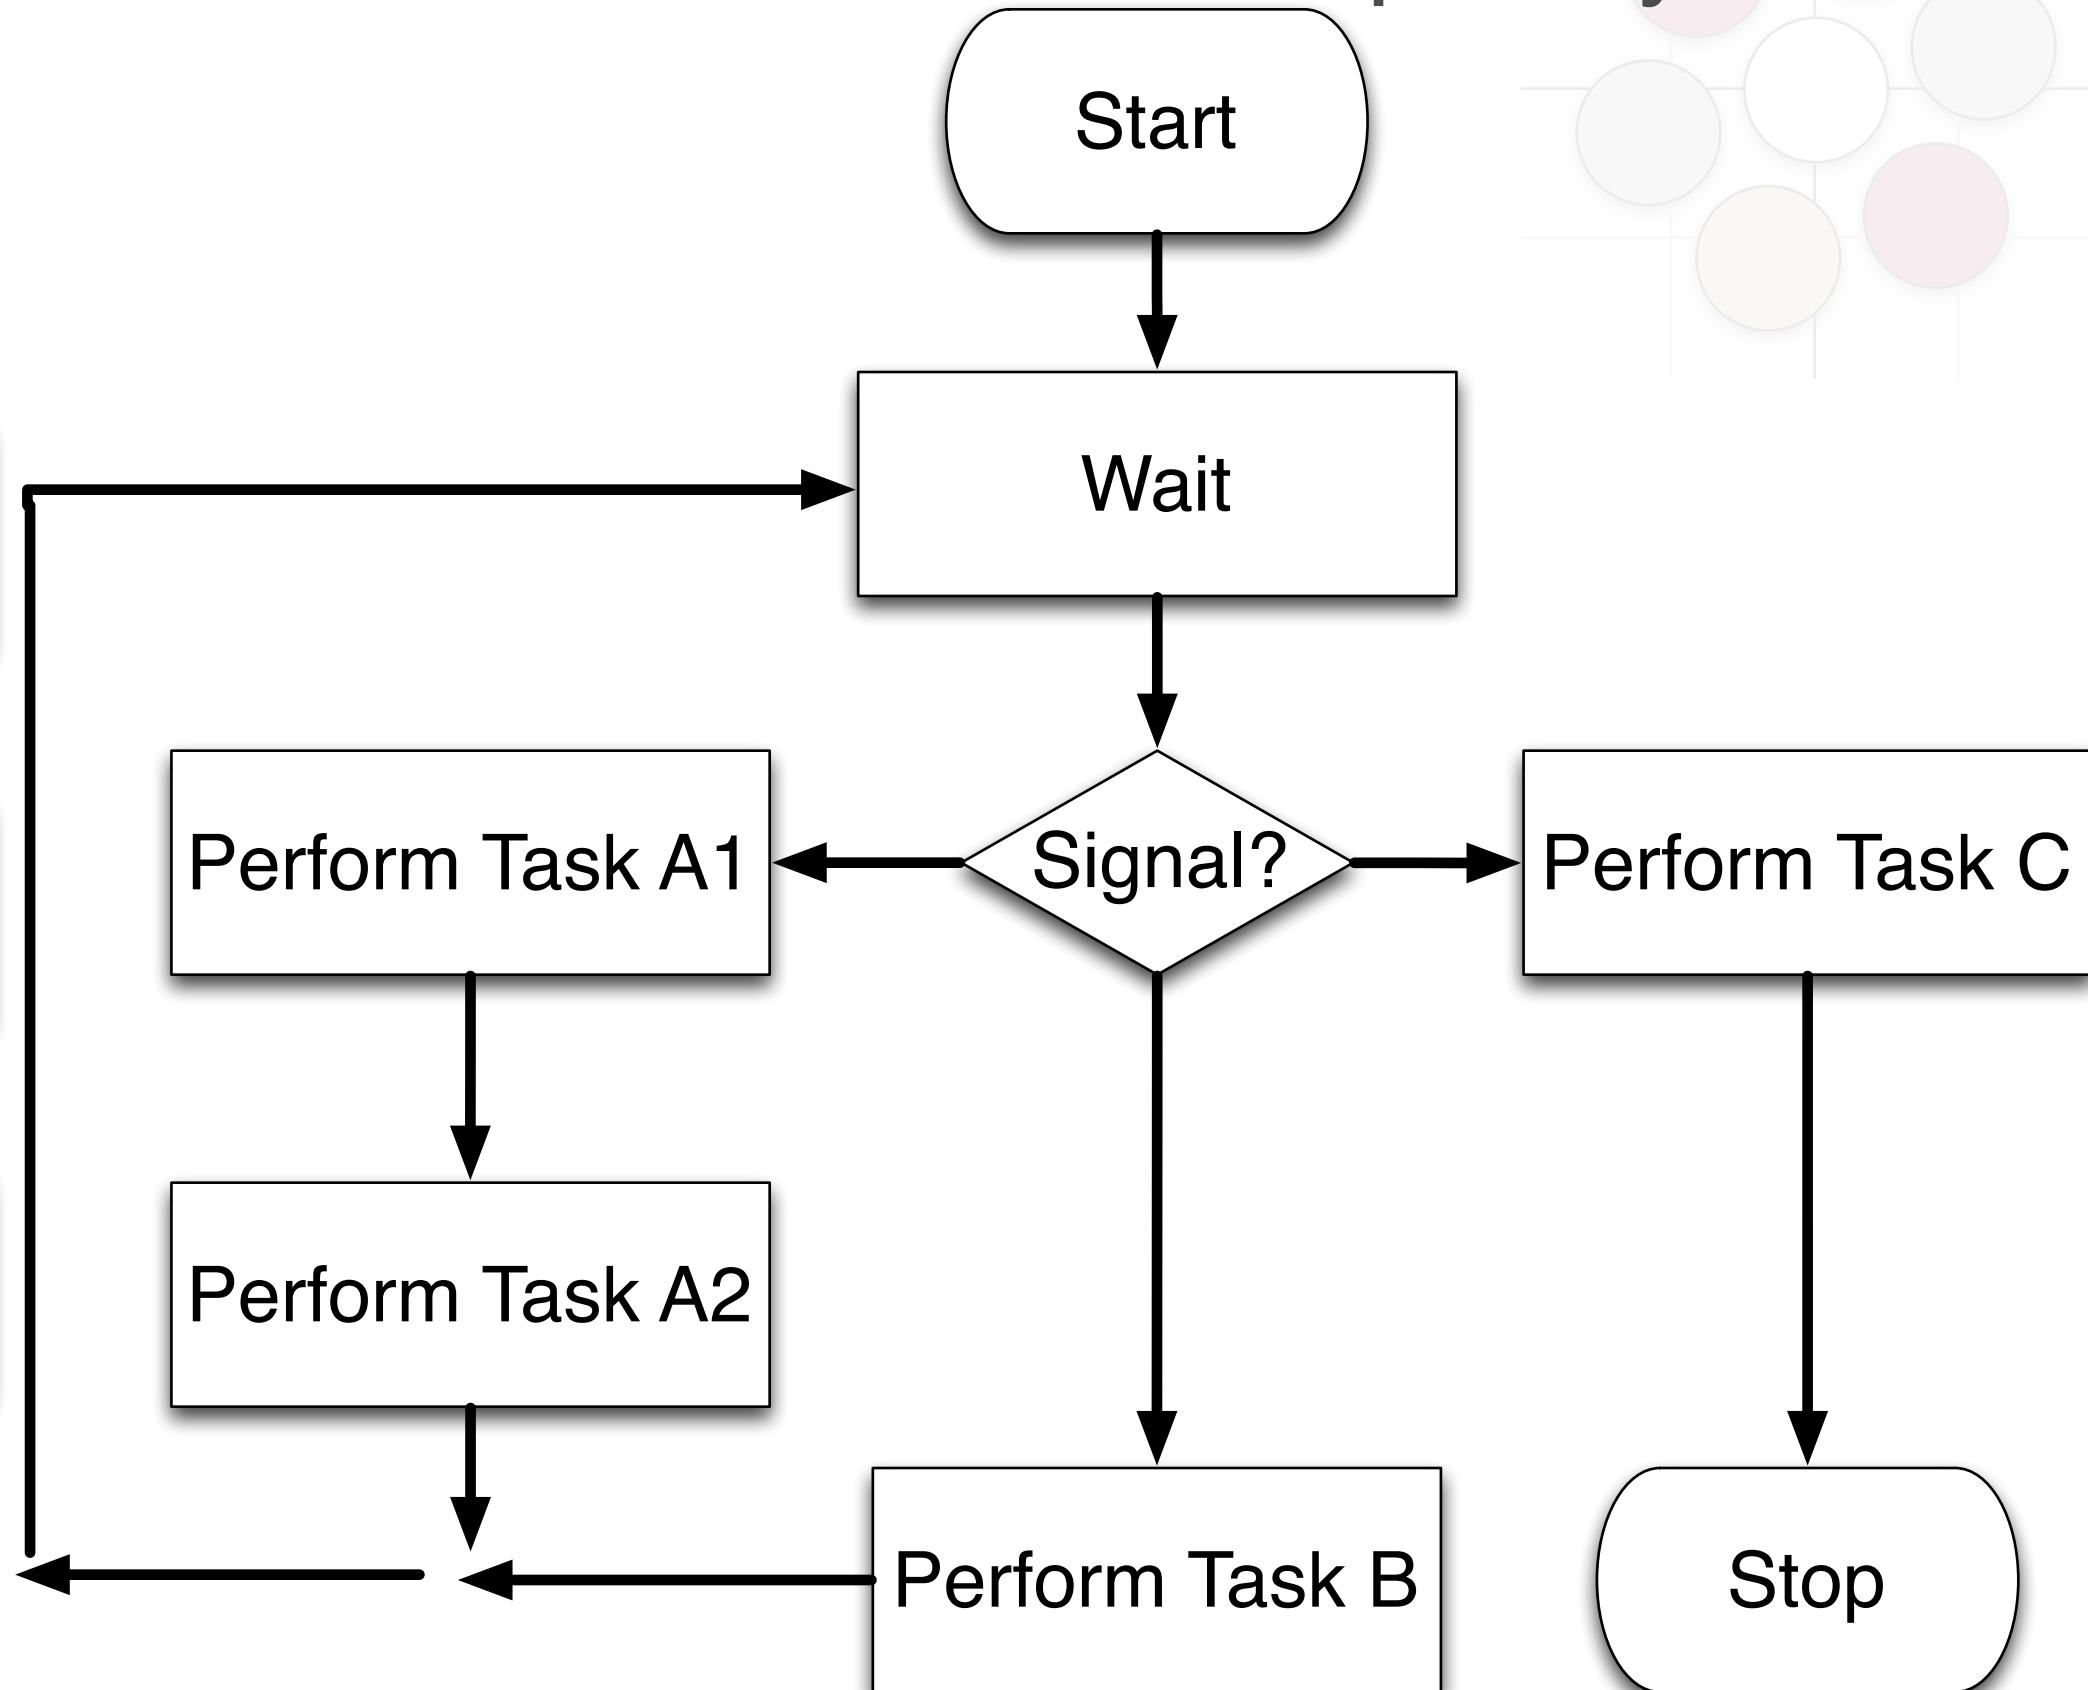 Start
Wait
Perform Task A1
Signal?
Perform Task C
Perform Task A2
Perform Task B
Stop